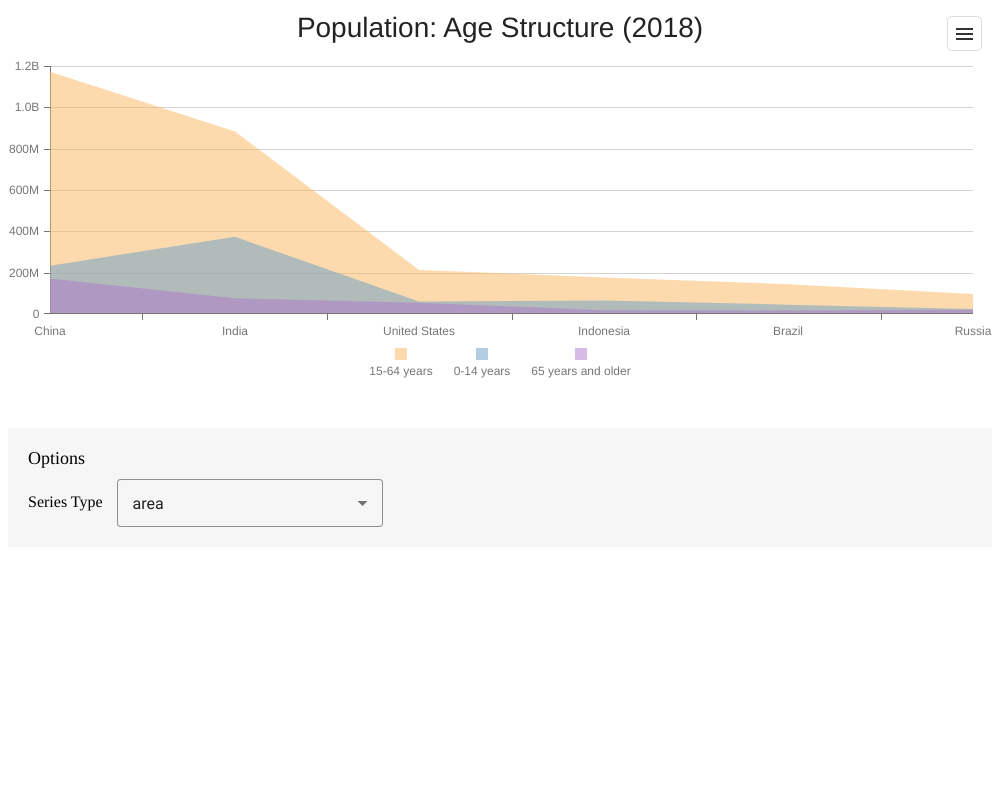 Population: Age Structure (2018)
1.2B
1.0B
800M
600M
400M
200M
0
China India United States Indonesia Brazil Russia
15-64 years 0-14 years 65 years and older
Options
Series Type area